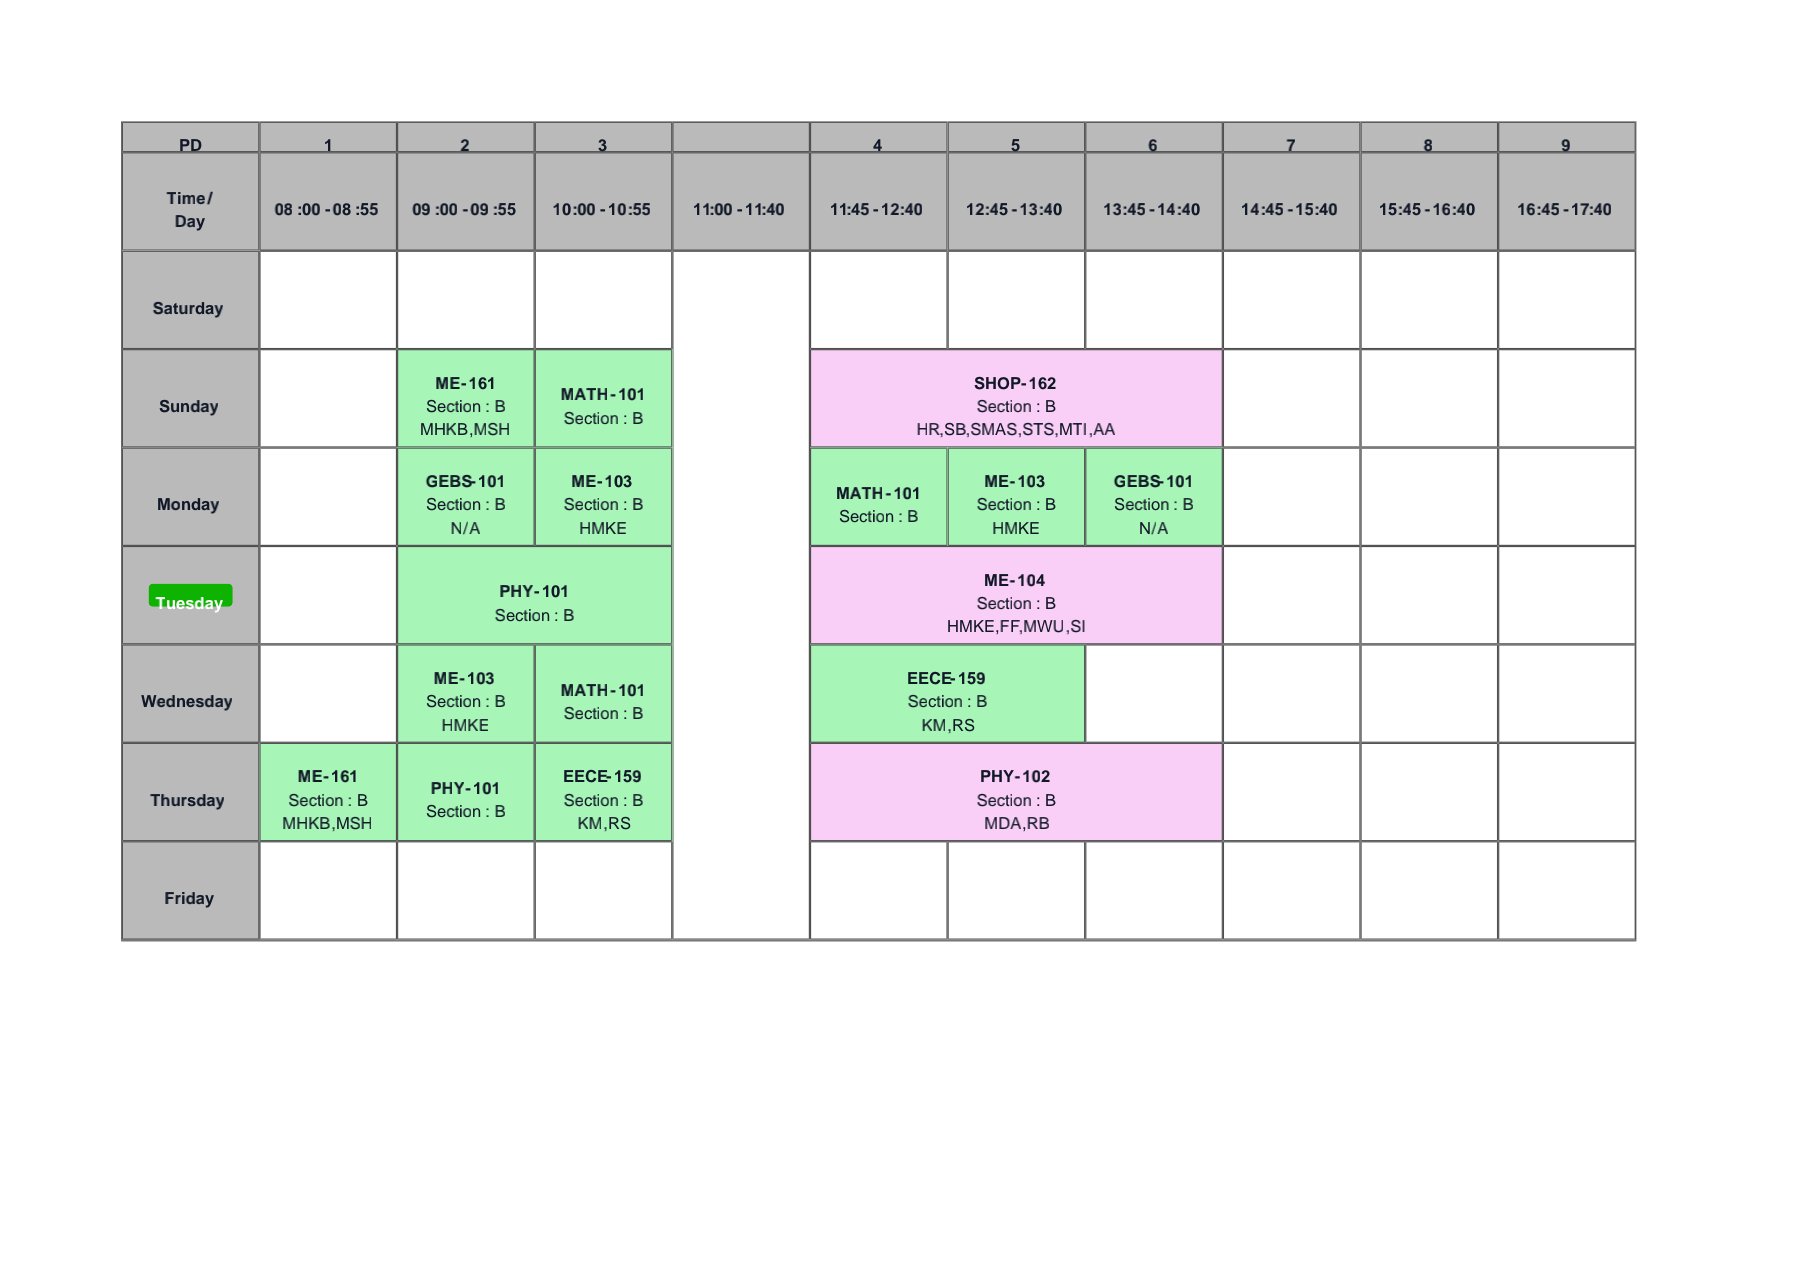 PD 1 2 3 4 5 6 7 8 9
Time/
Day
08:00 - 08:55 09:00 - 09:55 10:00 - 10:55 11:00 - 11:40 11:45 - 12:40 12:45 - 13:40 13:45 - 14:40 14:45 - 15:40 15:45 - 16:40 16:45 - 17:40
Saturday
Sunday
ME-161
Section : B
MHKB,MSH
MATH-101
Section : B
SHOP-162
Section : B
HR,SB,SMAS,STS,MTI,AA
Monday
GEBS-101
Section : B
N/A
ME-103
Section : B
HMKE
MATH-101
Section : B
ME-103
Section : B
HMKE
GEBS-101
Section : B
N/A
Tuesday
PHY-101
Section : B
ME-104
Section : B
HMKE,FF,MWU,SI
Wednesday
ME-103
Section : B
HMKE
MATH-101
Section : B
EECE-159
Section : B
KM,RS
Thursday
ME-161
Section : B
MHKB,MSH
PHY-101
Section : B
EECE-159
Section : B
KM,RS
PHY-102
Section : B
MDA,RB
Friday